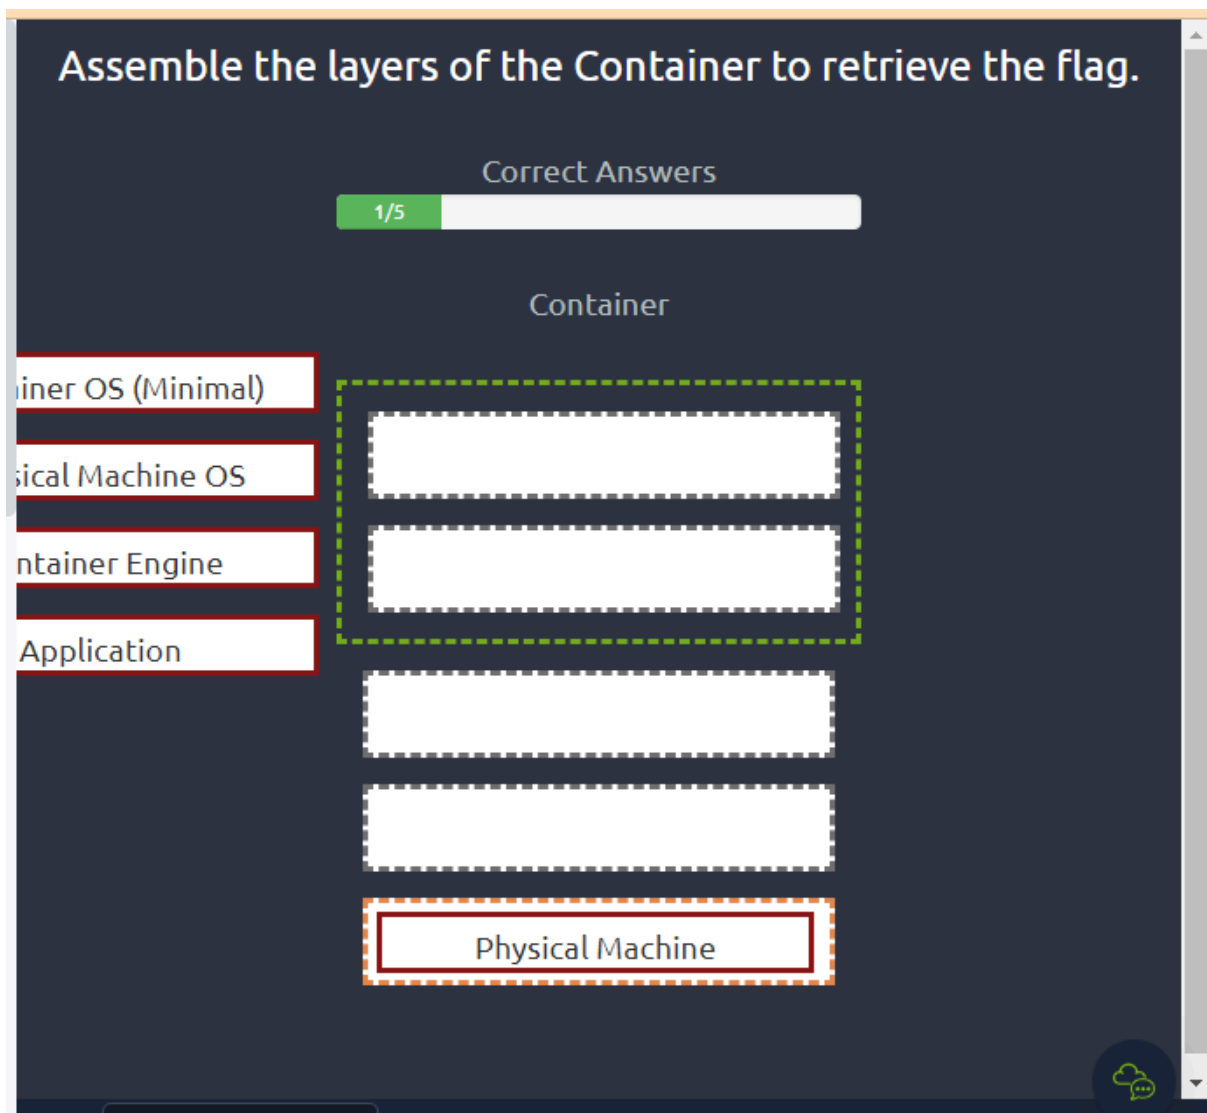 Assemble the layers of the Container to retrieve the flag.
Correct Answers
1/5
Container
iner OS (Minimal)
sical Machine OS
ntainer Engine
Application
Physical Machine